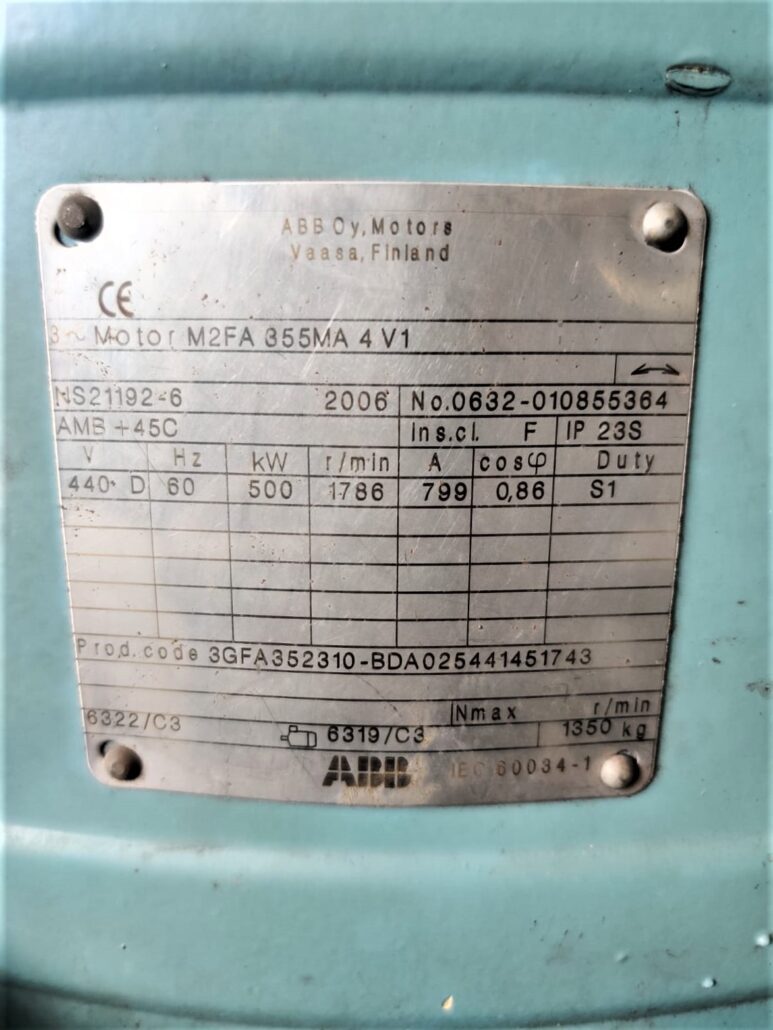 ABB Oy, Motors
Vaasa, Finland
CE
3~ Motor M2FA 355MA 4 V1
NS21192-6 2006 No.0632-010855364
AMB +45C Ins.cl. F IP 23S
V Hz kW r/min A cosφ Duty
440 D 60 500 1786 799 0,86 S1
Prod.code 3GFA352310-BDA025441451743
Nmax r/min
6322/C3 6319/C3 1350 kg
ABB IEC 60034-1